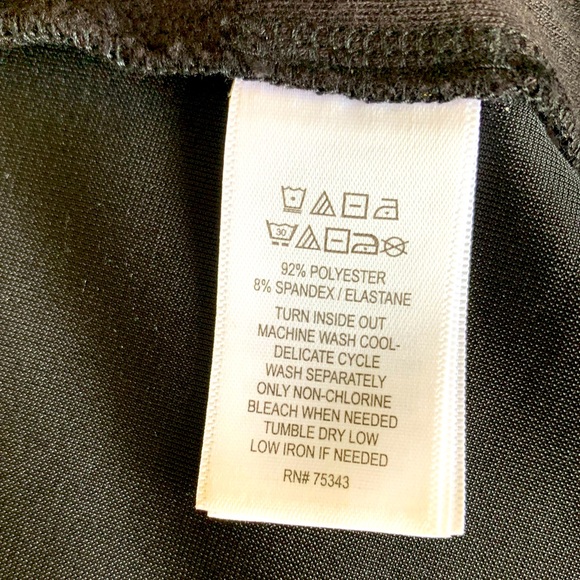 30
92% POLYESTER
8% SPANDEX / ELASTANE
TURN INSIDE OUT
MACHINE WASH COOL-
DELICATE CYCLE
WASH SEPARATELY
ONLY NON-CHLORINE
BLEACH WHEN NEEDED
TUMBLE DRY LOW
LOW IRON IF NEEDED
RN# 75343